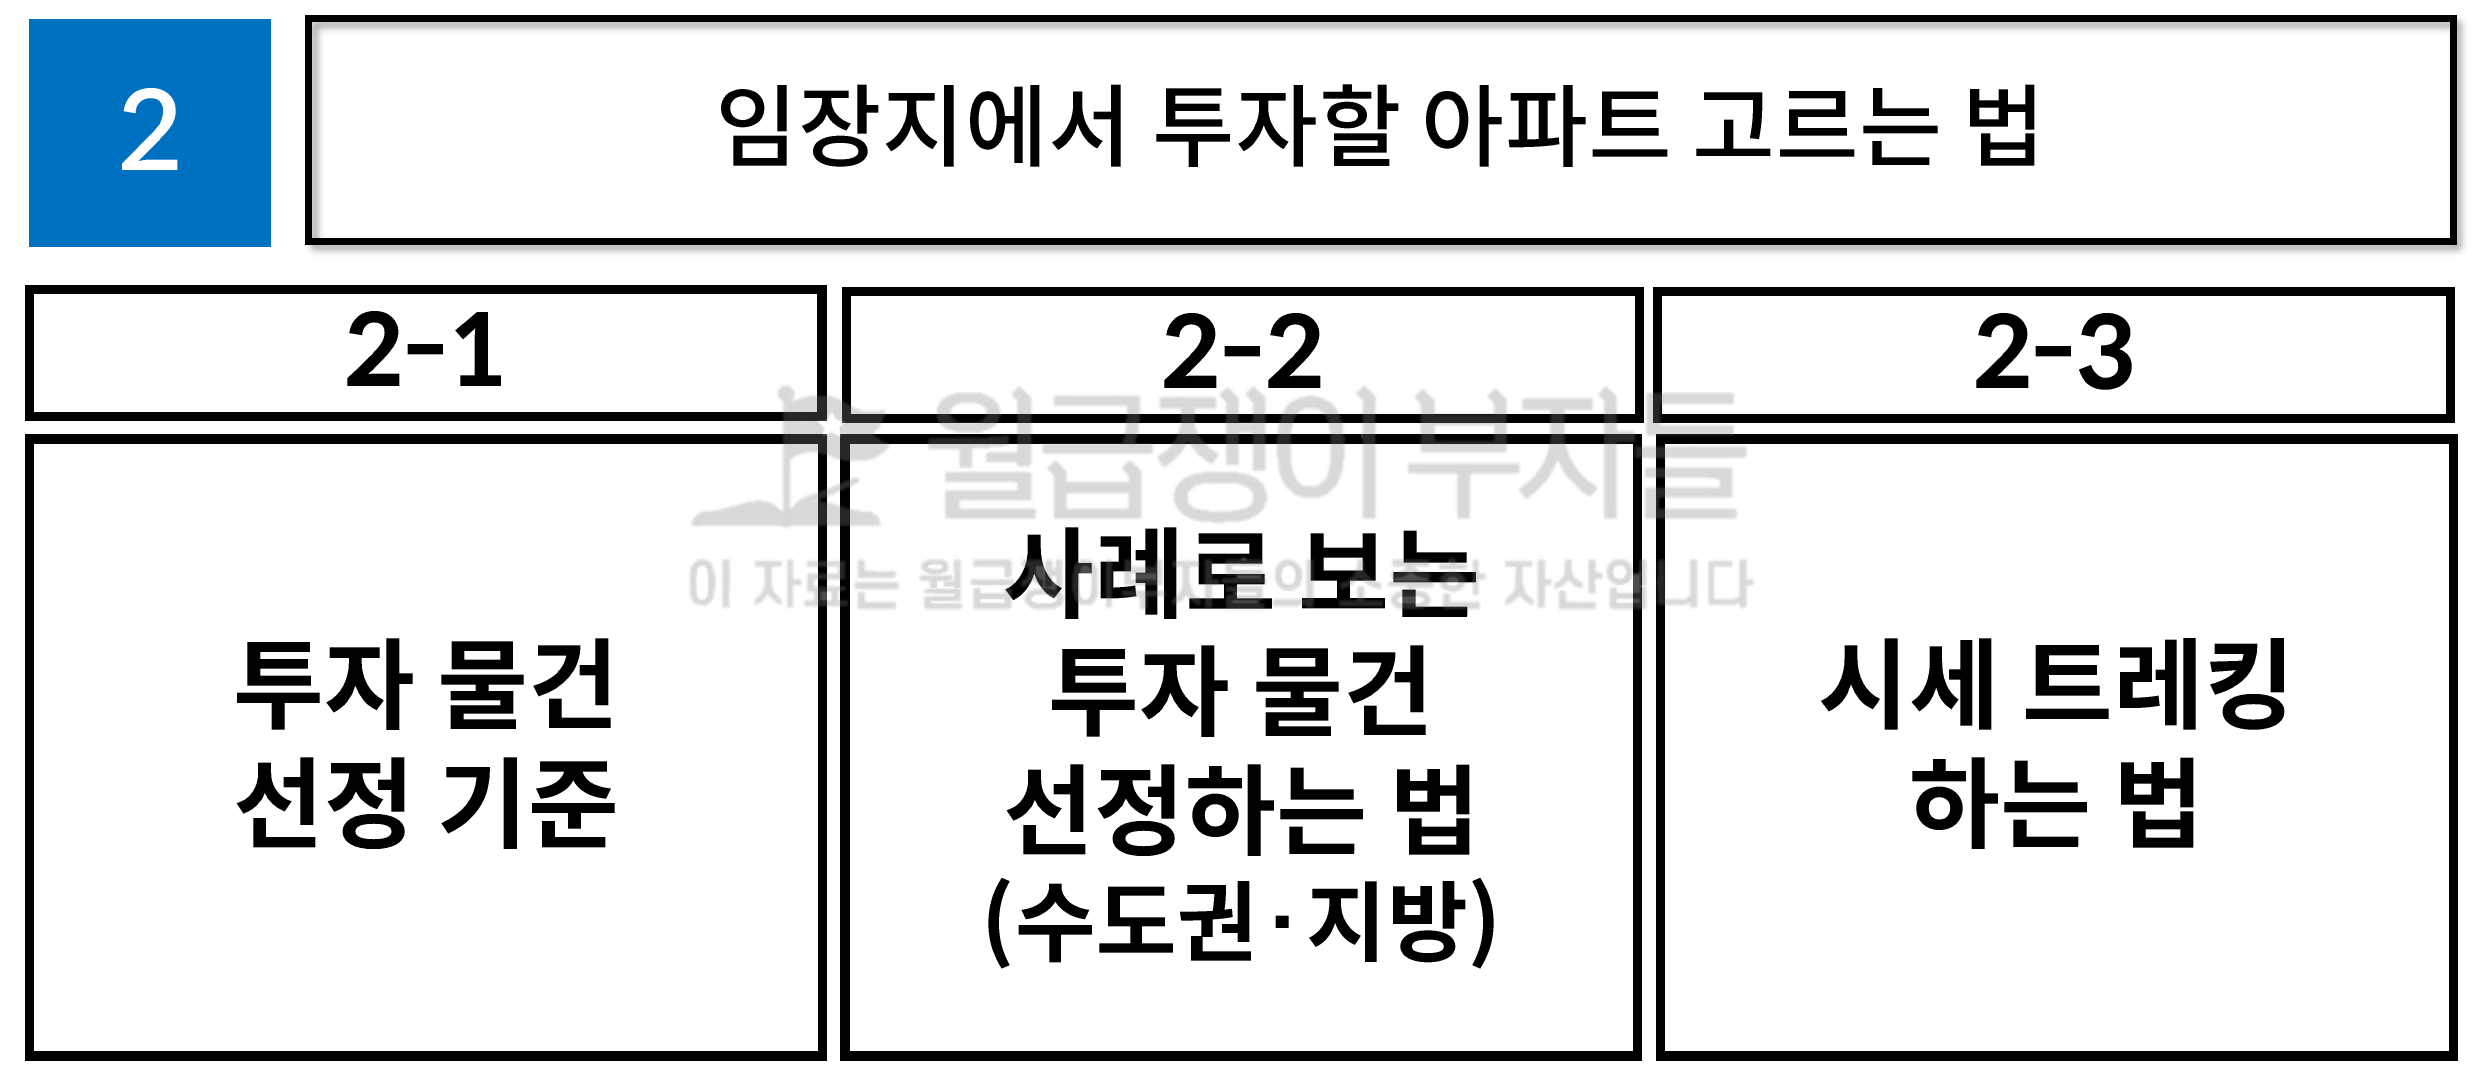 2
임장지에서 투자할 아파트 고르는 법
2-1
2-2
2-3
월급쟁이 부자들
이 자료는 월급쟁이부자들의 소중한 자산입니다
투자 물건
선정 기준
사례로 보는
투자 물건
선정하는 법
(수도권·지방)
시세 트레킹
하는 법